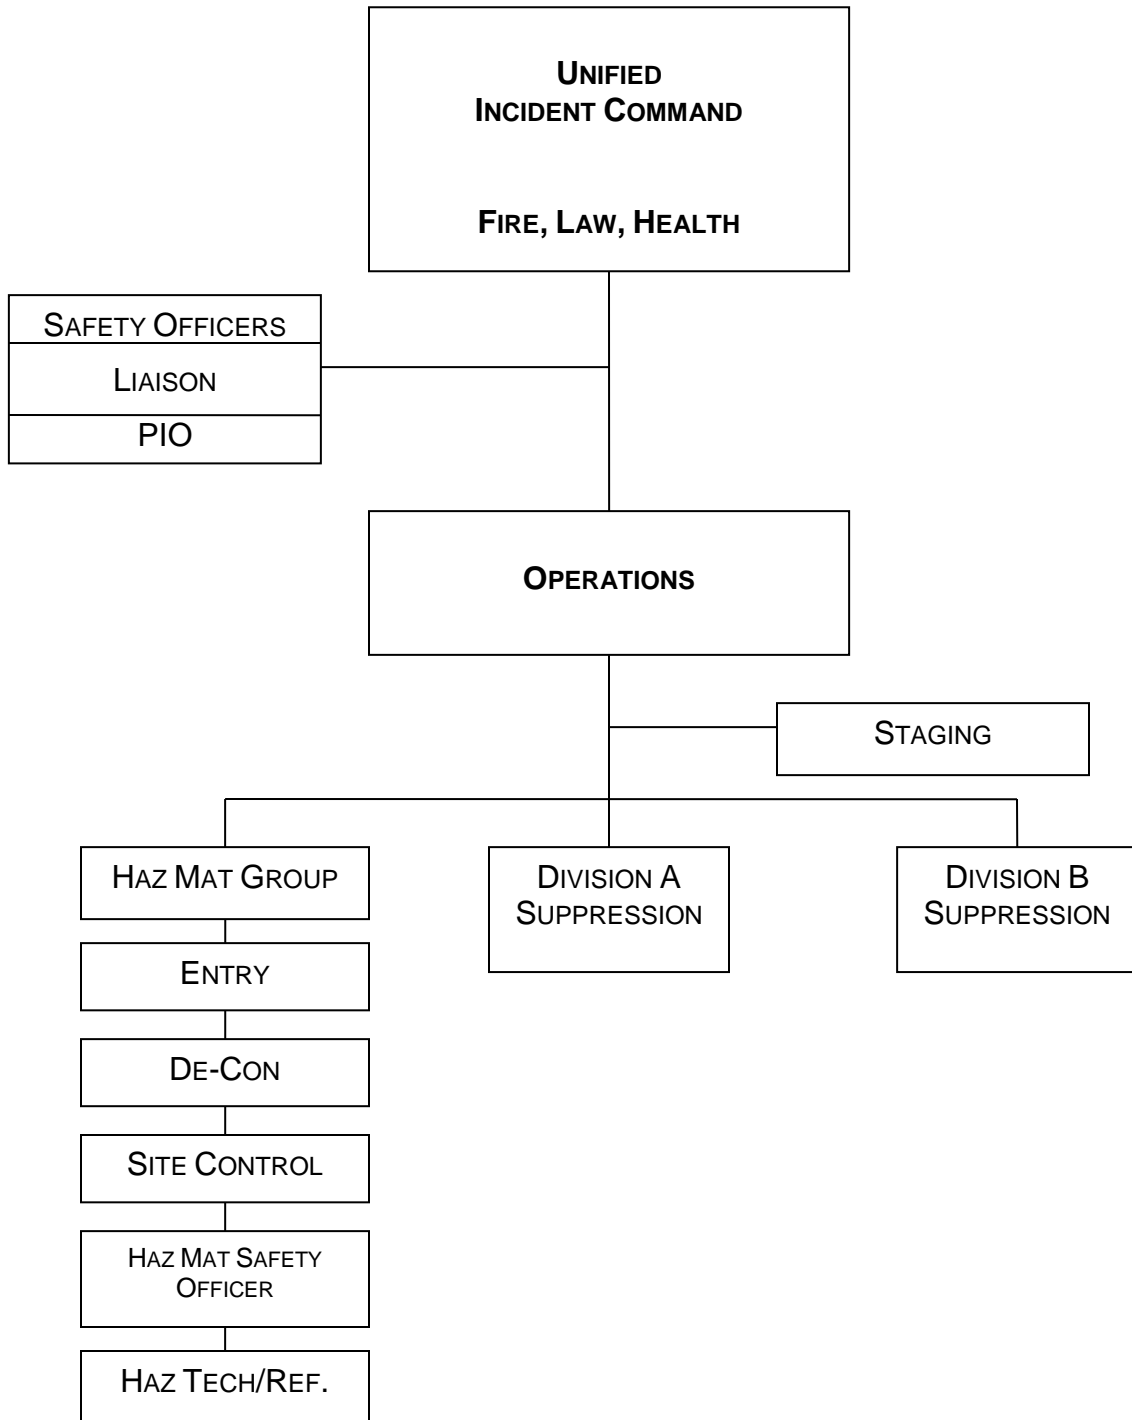 UNIFIED
INCIDENT COMMAND
FIRE, LAW, HEALTH
SAFETY OFFICERS
LIAISON
PIO
OPERATIONS
STAGING
HAZ MAT GROUP
DIVISION A
SUPPRESSION
DIVISION B
SUPPRESSION
ENTRY
DE-CON
SITE CONTROL
HAZ MAT SAFETY
OFFICER
HAZ TECH/REF.